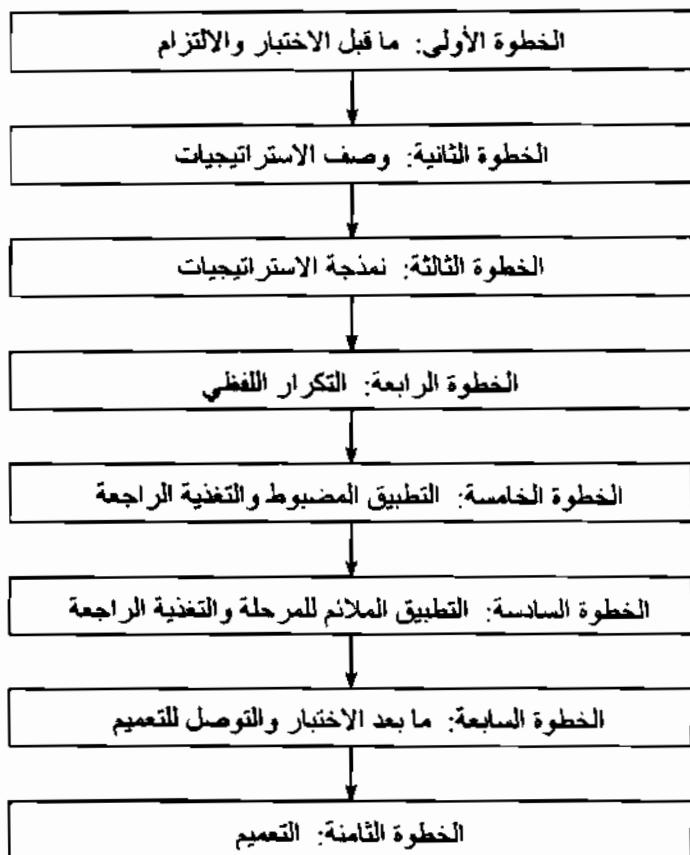 الخطوة الأولى: ما قبل الاختبار والالتزام
الخطوة الثانية: وصف الاستراتيجيات
الخطوة الثالثة: نمذجة الاستراتيجيات
الخطوة الرابعة: التكرار اللفظي
الخطوة الخامسة: التطبيق المضبوط والتغذية الراجعة
الخطوة السادسة: التطبيق الملائم للمرحلة والتغذية الراجعة
الخطوة السابعة: ما بعد الاختبار والتوصل للتعميم
الخطوة الثامنة: التعميم